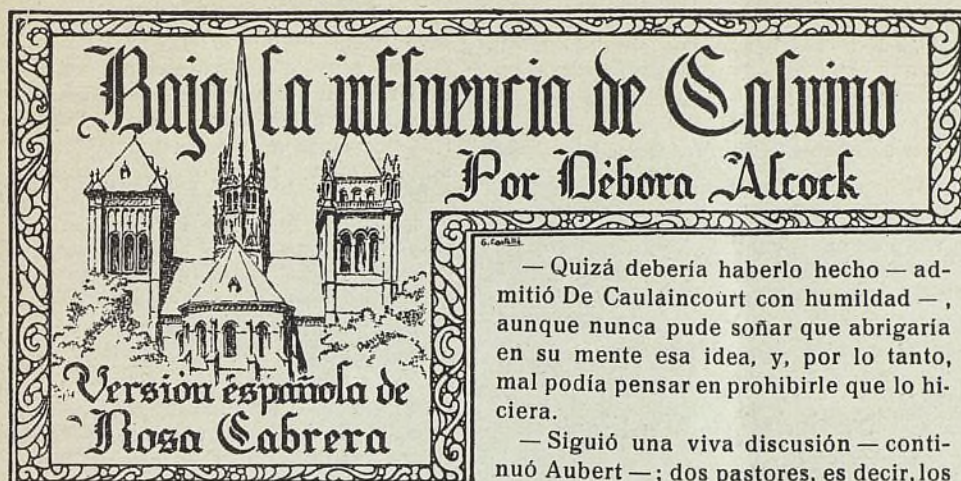 Bajo la influencia de Calvino
Por Débora Alcock
Versión española de
Rosa Cabrera
— Quizá debería haberlo hecho — ad-
mitió De Caulaincourt con humildad —,
aunque nunca pude soñar que abrigaría
en su mente esa idea, y, por lo tanto,
mal podía pensar en prohibirle que lo hi-
ciera.
— Siguió una viva discusión — conti-
nuó Aubert —; dos pastores, es decir, los